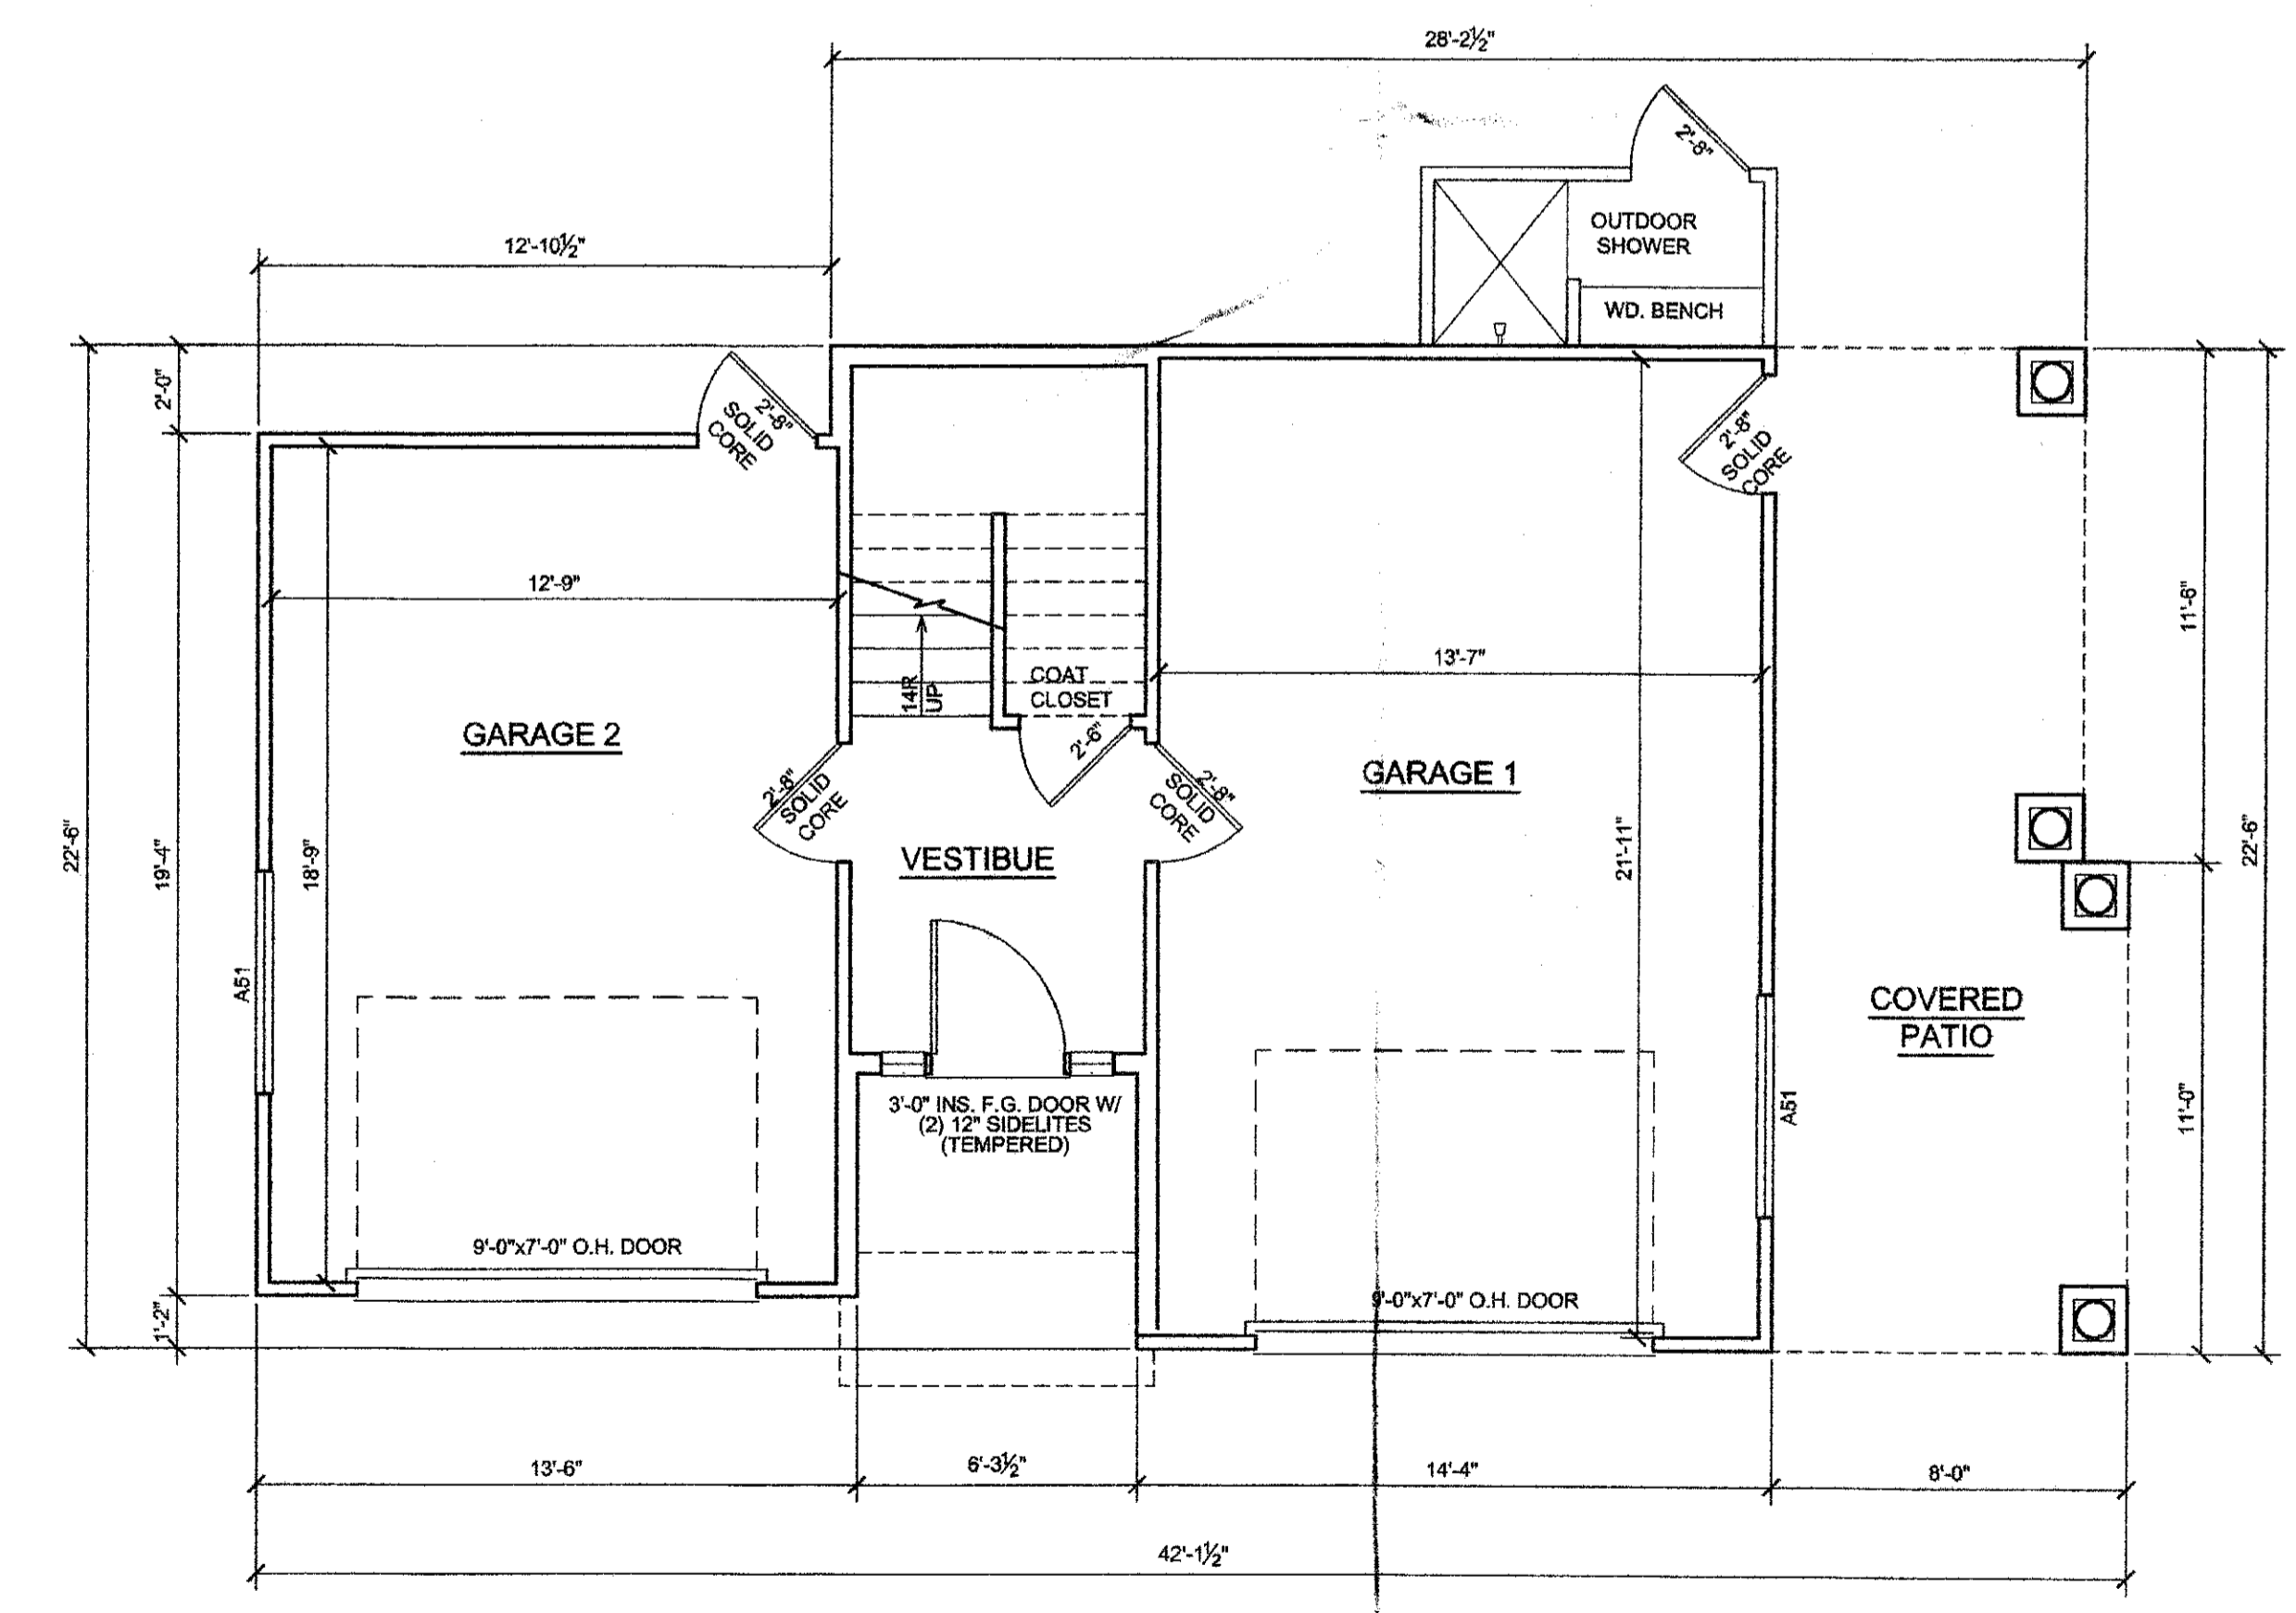 28'-2½"
2'-8"
OUTDOOR
SHOWER
WD. BENCH
12'-10½"
2'-0"
2'-8"
SOLID
CORE
2'-8"
SOLID
CORE
12'-9"
11'-6"
13'-7"
COAT
CLOSET
14R
UP
2'-6"
GARAGE 2
GARAGE 1
2'-8"
SOLID
CORE
2'-8"
SOLID
CORE
22'-6"
19'-4"
18'-9"
VESTIBUE
21'-11"
22'-6"
A51
COVERED
PATIO
3'-0" INS. F.G. DOOR W/
(2) 12" SIDELITES
(TEMPERED)
A51
11'-0"
9'-0"x7'-0" O.H. DOOR
9'-0"x7'-0" O.H. DOOR
1'-2"
13'-6"
6'-3½"
14'-4"
8'-0"
42'-1½"